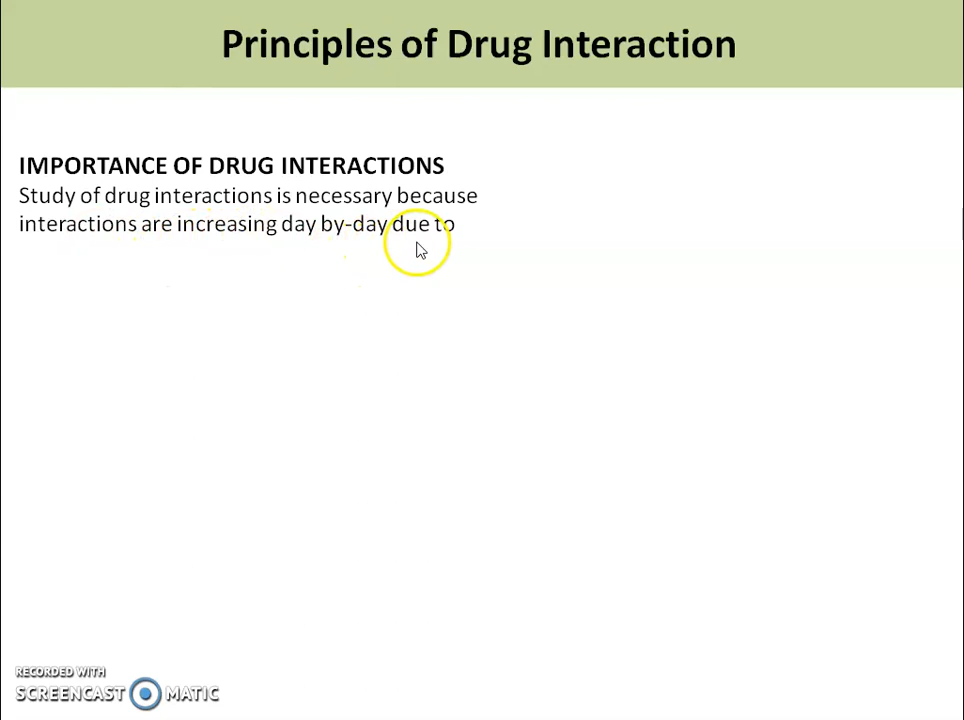 Principles of Drug Interaction
IMPORTANCE OF DRUG INTERACTIONS
Study of drug interactions is necessary because
interactions are increasing day by-day due to
RECORDED WITH
SCREENCAST MATIC